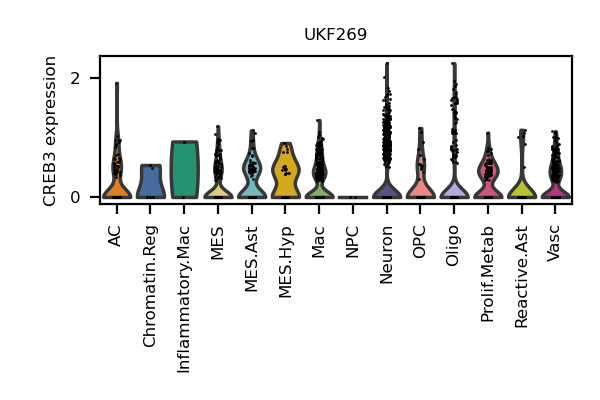 UKF269
CREB3 expression
2
0
AC
Chromatin.Reg
Inflammatory.Mac
MES
MES.Ast
MES.Hyp
Mac
NPC
Neuron
OPC
Oligo
Prolif.Metab
Reactive.Ast
Vasc